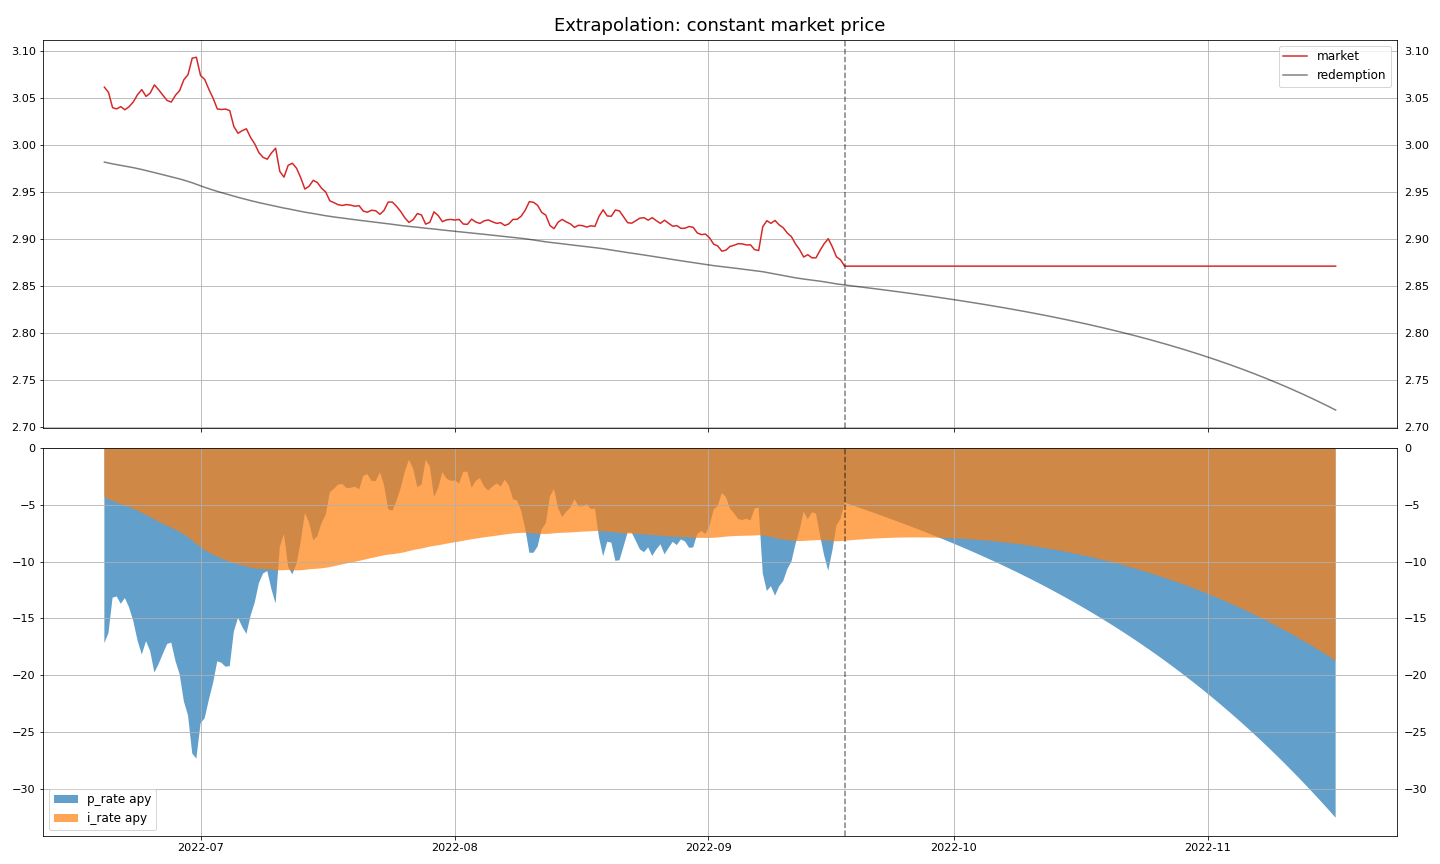 Extrapolation: constant market price
3.10 3.10
market
redemption
3.05 3.05
3.00 3.00
2.95 2.95
2.90 2.90
2.85 2.85
2.80 2.80
2.75 2.75
2.70 2.70
0 0
−5 −5
−10 −10
−15 −15
−20 −20
−25 −25
−30 −30
p_rate apy
i_rate apy
2022-07 2022-08 2022-09 2022-10 2022-11